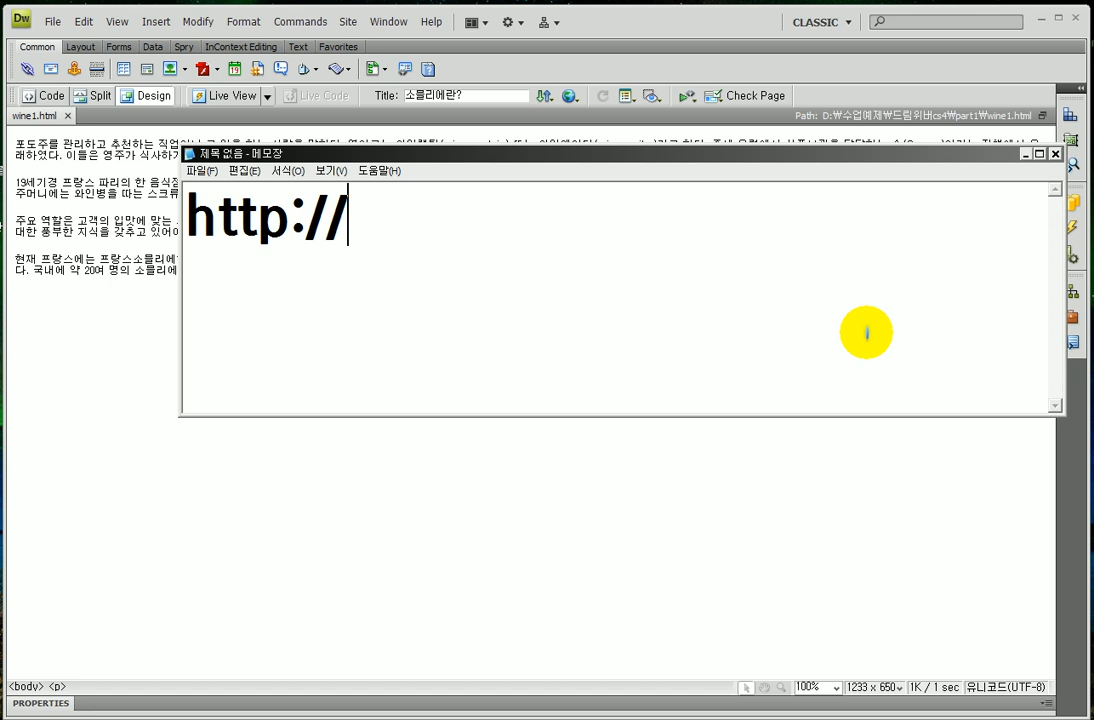 Dw File Edit View Insert Modify Format Commands Site Window Help CLASSIC
Common Layout Forms Data Spry InContext Editing Text Favorites
Code Split Design Live View Live Code Title: 소믈리에란? Check Page
wine1.html Path: D:\수업예제\드림위버cs4\part1\wine1.html
포도주를 관리하고 추천하는 직업
래하였다. 이들은 영주가 식사하기
제목 없음 - 메모장
파일(F) 편집(E) 서식(O) 보기(V) 도움말(H)
http://
19세기경 프랑스 파리의 한 음식점
주머니에는 와인병을 따는 스크류
주요 역할은 고객의 입맛에 맞는
대한 풍부한 지식을 갖추고 있어야
현재 프랑스에는 프랑스소믈리에
다. 국내에 약 20여 명의 소믈리에
<body> <p> 100% 1233 x 650 1K / 1 sec 유니코드(UTF-8)
PROPERTIES